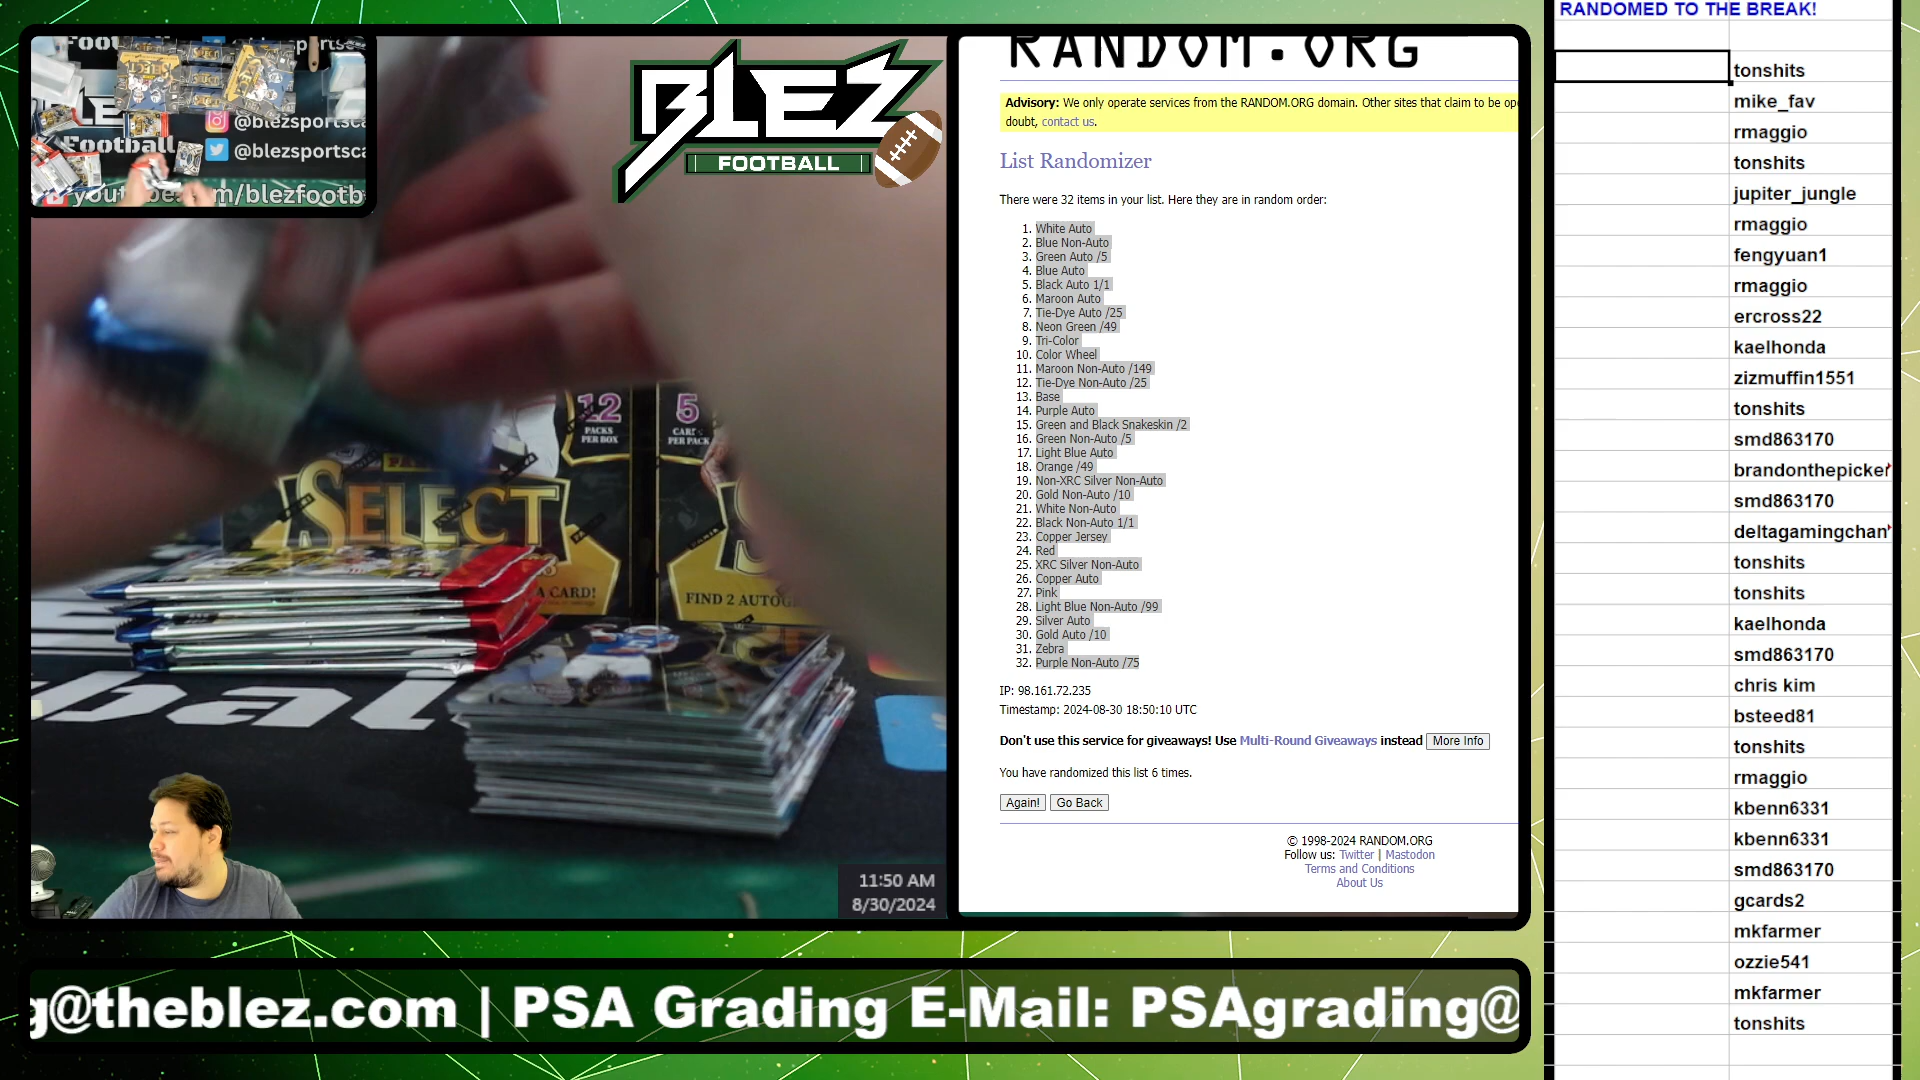 @blezsportsca
@blezsportsca
Football
BLEZ
FOOTBALL
12
PACKS
PER BOX
5
PER PACK
SELECT
A CARD!
11:50 AM
8/30/2024
RANDOM.ORG
Advisory: We only operate services from the RANDOM.ORG domain. Other sites that claim to be op
doubt, contact us.
List Randomizer
There were 32 items in your list. Here they are in random order:
1. White Auto
2. Blue Non-Auto
3. Green Auto /5
4. Blue Auto
5. Black Auto 1/1
6. Maroon Auto
7. Tie-Dye Auto /25
8. Neon Green /49
9. Tri-Color
10. Color Wheel
11. Maroon Non-Auto /149
12. Tie-Dye Non-Auto /25
13. Base
14. Purple Auto
15. Green and Black Snakeskin /2
16. Green Non-Auto /5
17. Light Blue Auto
18. Orange /49
19. Non-XRC Silver Non-Auto
20. Gold Non-Auto /10
21. White Non-Auto
22. Black Non-Auto 1/1
23. Copper Jersey
24. Red
25. XRC Silver Non-Auto
26. Copper Auto
27. Pink
28. Light Blue Non-Auto /99
29. Silver Auto
30. Gold Auto /10
31. Zebra
32. Purple Non-Auto /75
IP: 98.161.72.235
Timestamp: 2024-08-30 18:50:10 UTC
Don't use this service for giveaways! Use Multi-Round Giveaways instead More Info
You have randomized this list 6 times.
Again! Go Back
© 1998-2024 RANDOM.ORG
Follow us: Twitter | Mastodon
Terms and Conditions
About Us
RANDOMED TO THE BREAK!
tonshits
mike_fav
rmaggio
tonshits
jupiter_jungle
rmaggio
fengyuan1
rmaggio
ercross22
kaelhonda
zizmuffin1551
tonshits
smd863170
brandonthepicker
smd863170
deltagamingchan
tonshits
tonshits
kaelhonda
smd863170
chris kim
bsteed81
tonshits
rmaggio
kbenn6331
kbenn6331
smd863170
gcards2
mkfarmer
ozzie541
mkfarmer
tonshits
g@theblez.com | PSA Grading E-Mail: PSAgrading@